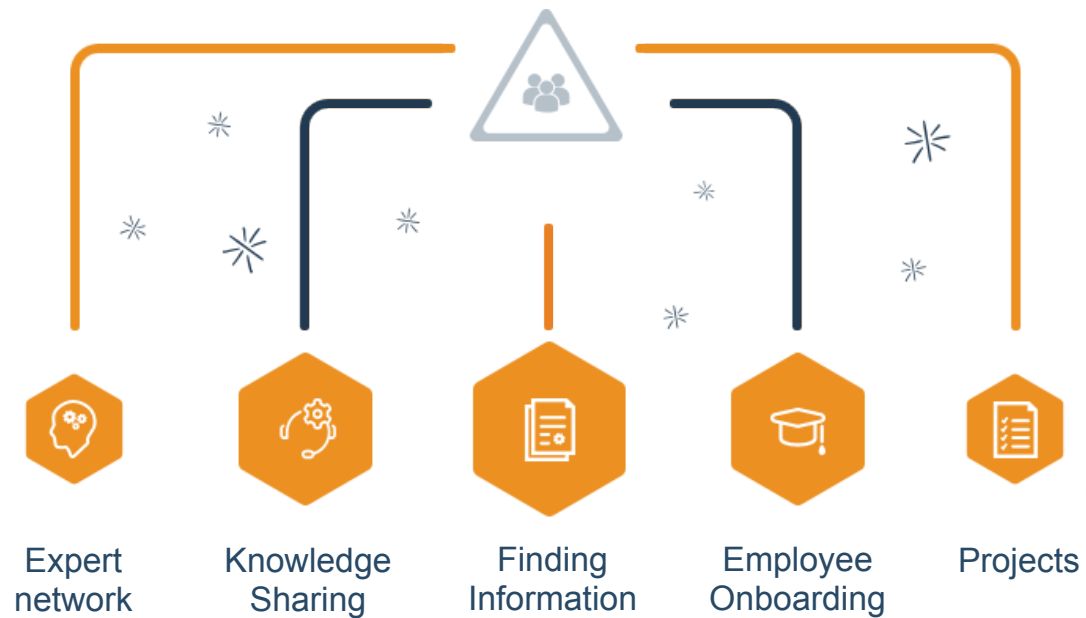 Expert
network
Knowledge
Sharing
Finding
Information
Employee
Onboarding
Projects